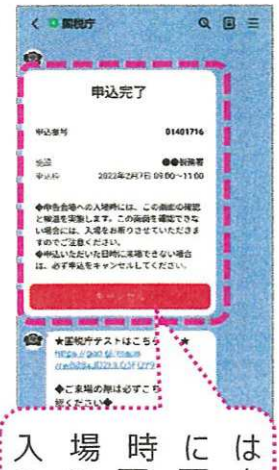 国税庁
申込完了
申込番号 01401716
会場 ●●税務署
申込枠 2022年2月7日 09:00〜11:00
◆申告会場への入場時には、この画面の確認
と検温を実施します。この画面を確認できな
い場合には、入場をお断りさせていただきま
すのでご注意ください。
◆申込いただいた日時に来場できない場合
は、必ず申込をキャンセルしてください。
キャンセル
★国税庁テストはこちら ★
◆ご来場の際は必ずこち
入場時には